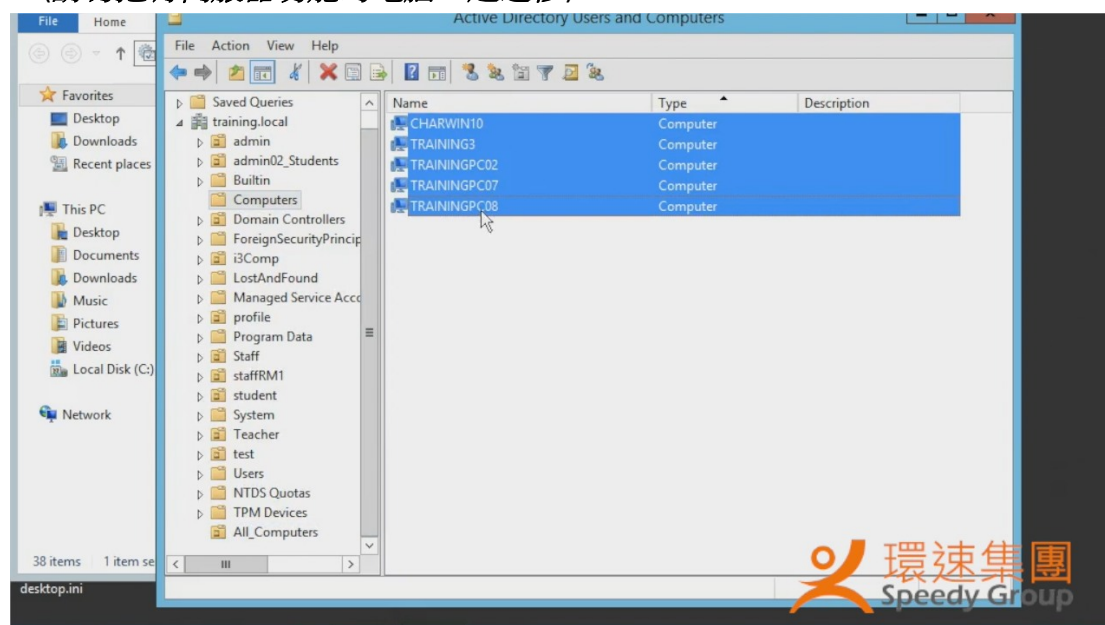 Active Directory Users and Computers
File Home
File Action View Help
Favorites
Desktop
Downloads
Recent places
This PC
Desktop
Documents
Downloads
Music
Pictures
Videos
Local Disk (C:)
Network
38 items 1 item se
desktop.ini
Saved Queries
training.local
admin
admin02_Students
Builtin
Computers
Domain Controllers
ForeignSecurityPrincip
i3Comp
LostAndFound
Managed Service Acco
profile
Program Data
Staff
staffRM1
student
System
Teacher
test
Users
NTDS Quotas
TPM Devices
All_Computers
Name Type Description
CHARWIN10 Computer
TRAINING3 Computer
TRAININGPC02 Computer
TRAININGPC07 Computer
TRAININGPC08 Computer
環速集團
Speedy Group